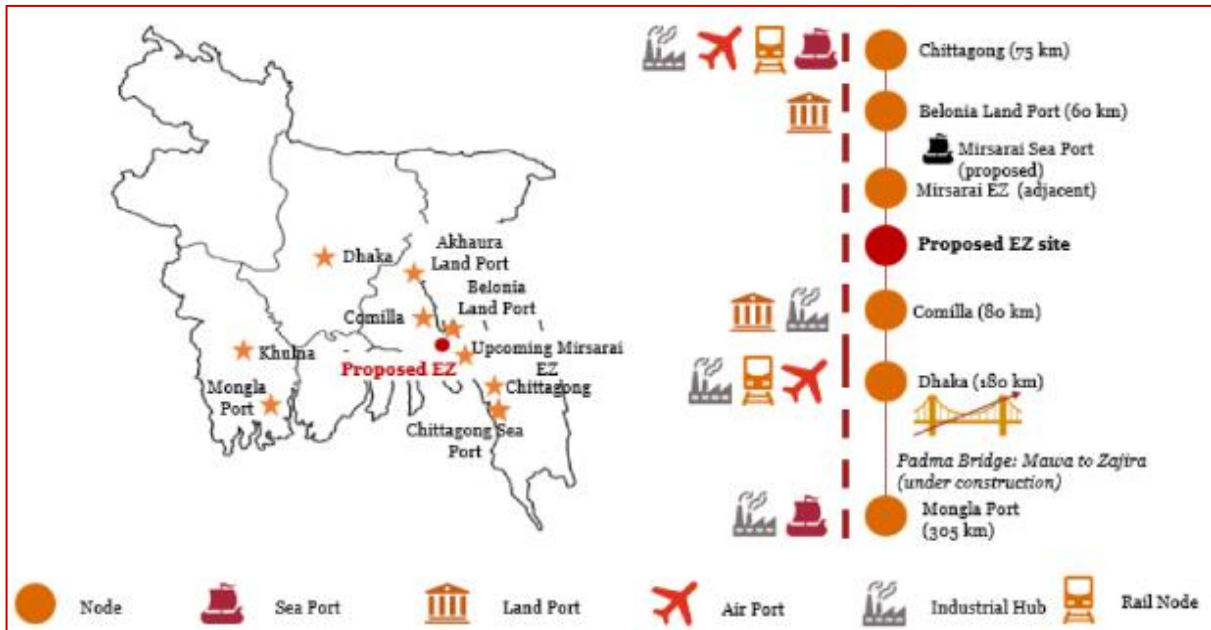 Dhaka
Akhaura
Land Port
Belonia
Land Port
Comilla
Khulna
Proposed EZ
Upcoming Mirsarai
EZ
Mongla
Port
Chittagong
Chittagong Sea
Port
Chittagong (75 km)
Belonia Land Port (60 km)
Mirsarai Sea Port
(proposed)
Mirsarai EZ (adjacent)
Proposed EZ site
Comilla (80 km)
Dhaka (180 km)
Padma Bridge: Mawa to Zajira
(under construction)
Mongla Port
(305 km)
Node
Sea Port
Land Port
Air Port
Industrial Hub
Rail Node